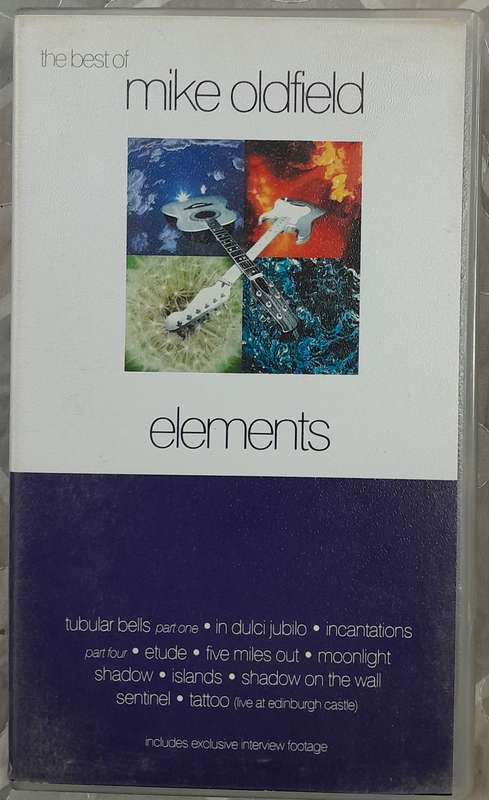 the best of
mike oldfield
elements
tubular bells part one • in dulci jubilo • incantations
part four • etude • five miles out • moonlight
shadow • islands • shadow on the wall
sentinel • tattoo (live at edinburgh castle)
includes exclusive interview footage